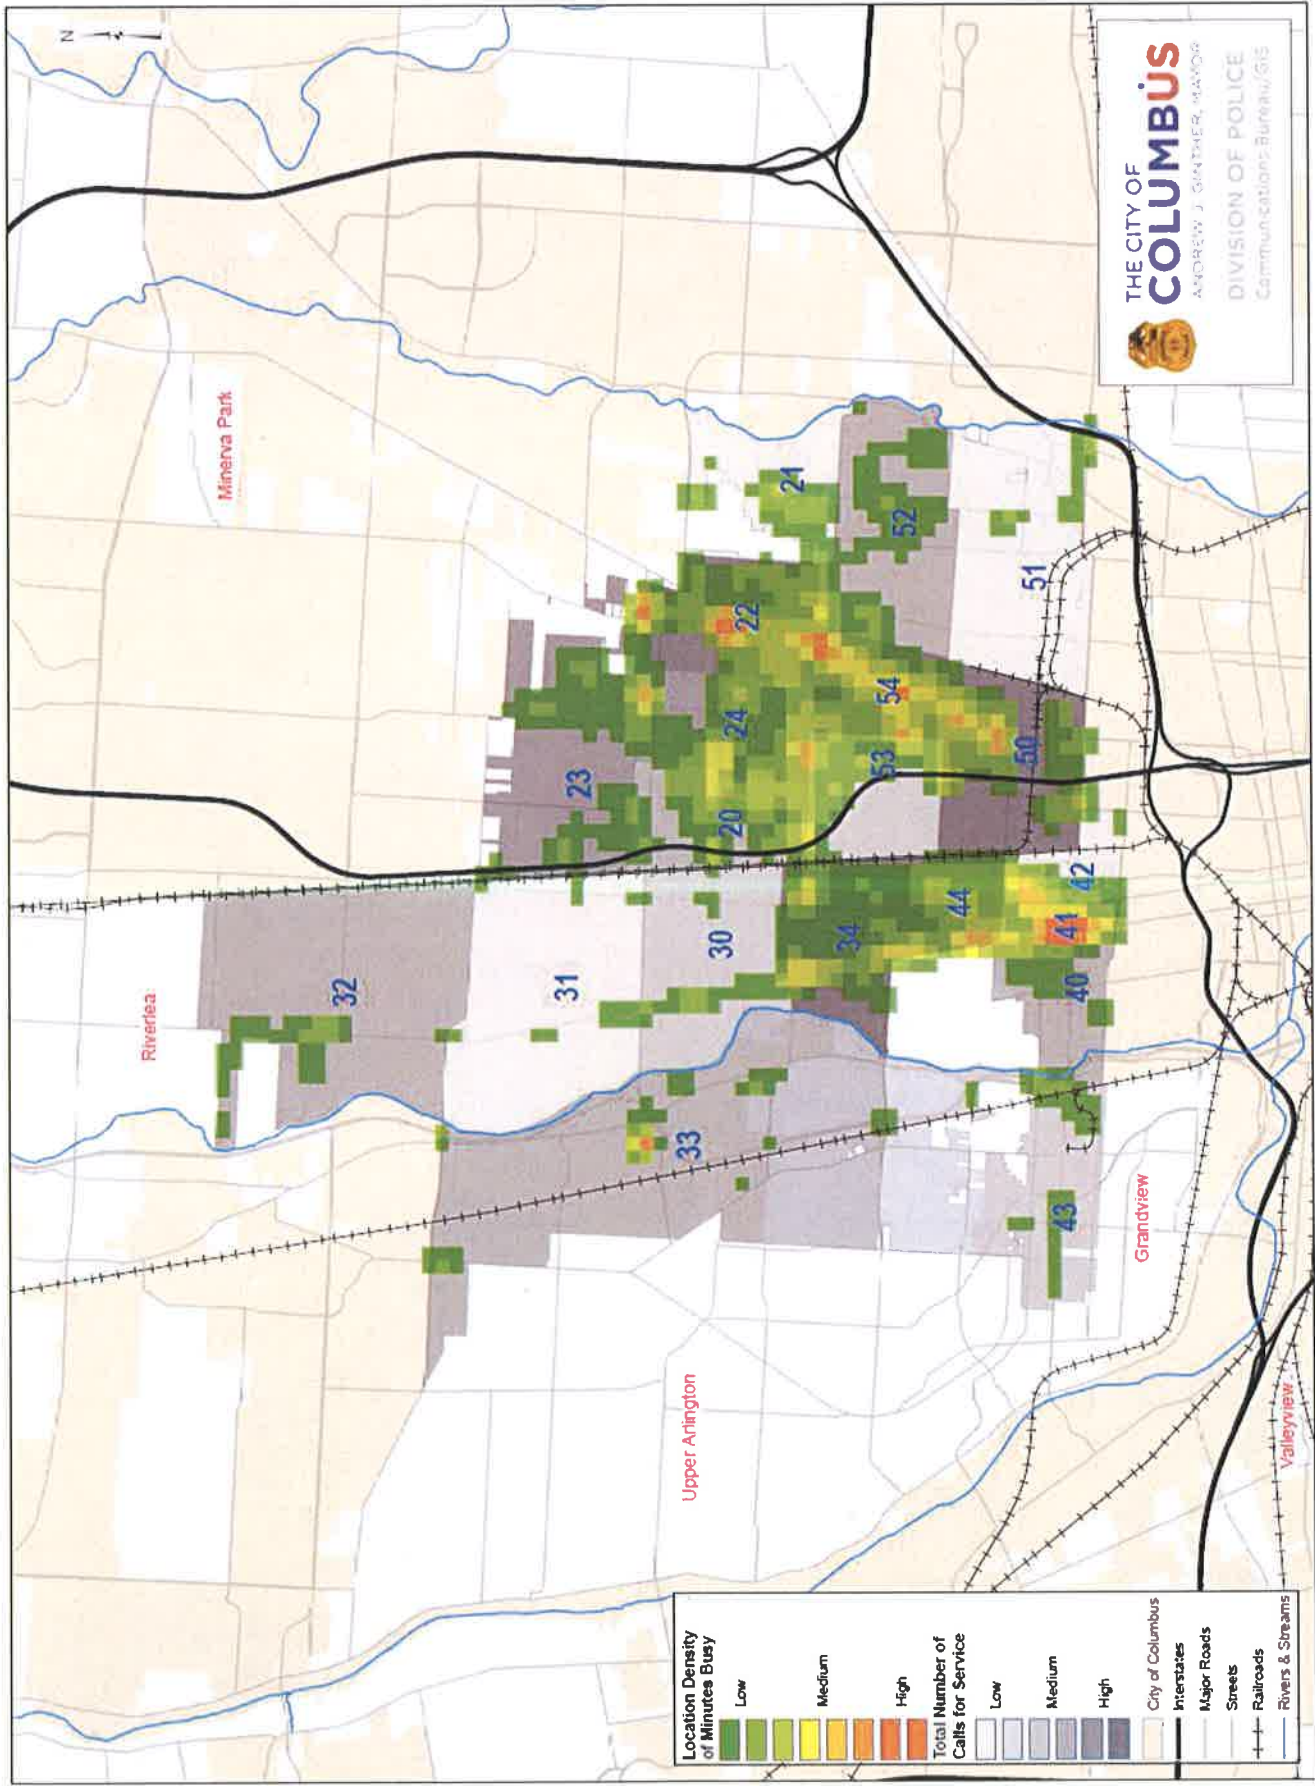 N
Minerva Park
Riverlea
32
31
23
30
33
20
24
22
21
34
53
54
52
44
50
51
41
42
40
43
Upper Arlington
Grandview
Valleyview
Location Density
of Minutes Busy
Low
Medium
High
Total Number of
Calls for Service
Low
Medium
High
City of Columbus
Interstates
Major Roads
Streets
Railroads
Rivers & Streams
THE CITY OF
COLUMBUS
ANDREW J. GINTHER, MAYOR
DIVISION OF POLICE
Communications Bureau/GIS